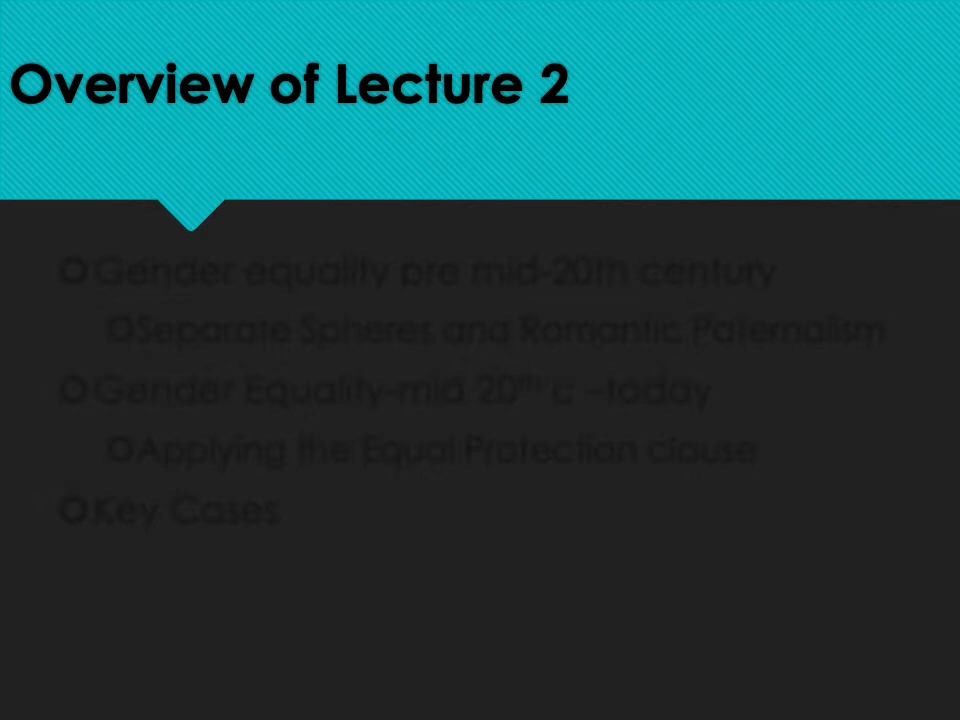 Overview of Lecture 2
Gender equality pre mid-20th century
Separate Spheres and Romantic Paternalism
Gender Equality-mid 20th c –today
Applying the Equal Protection clause
Key Cases